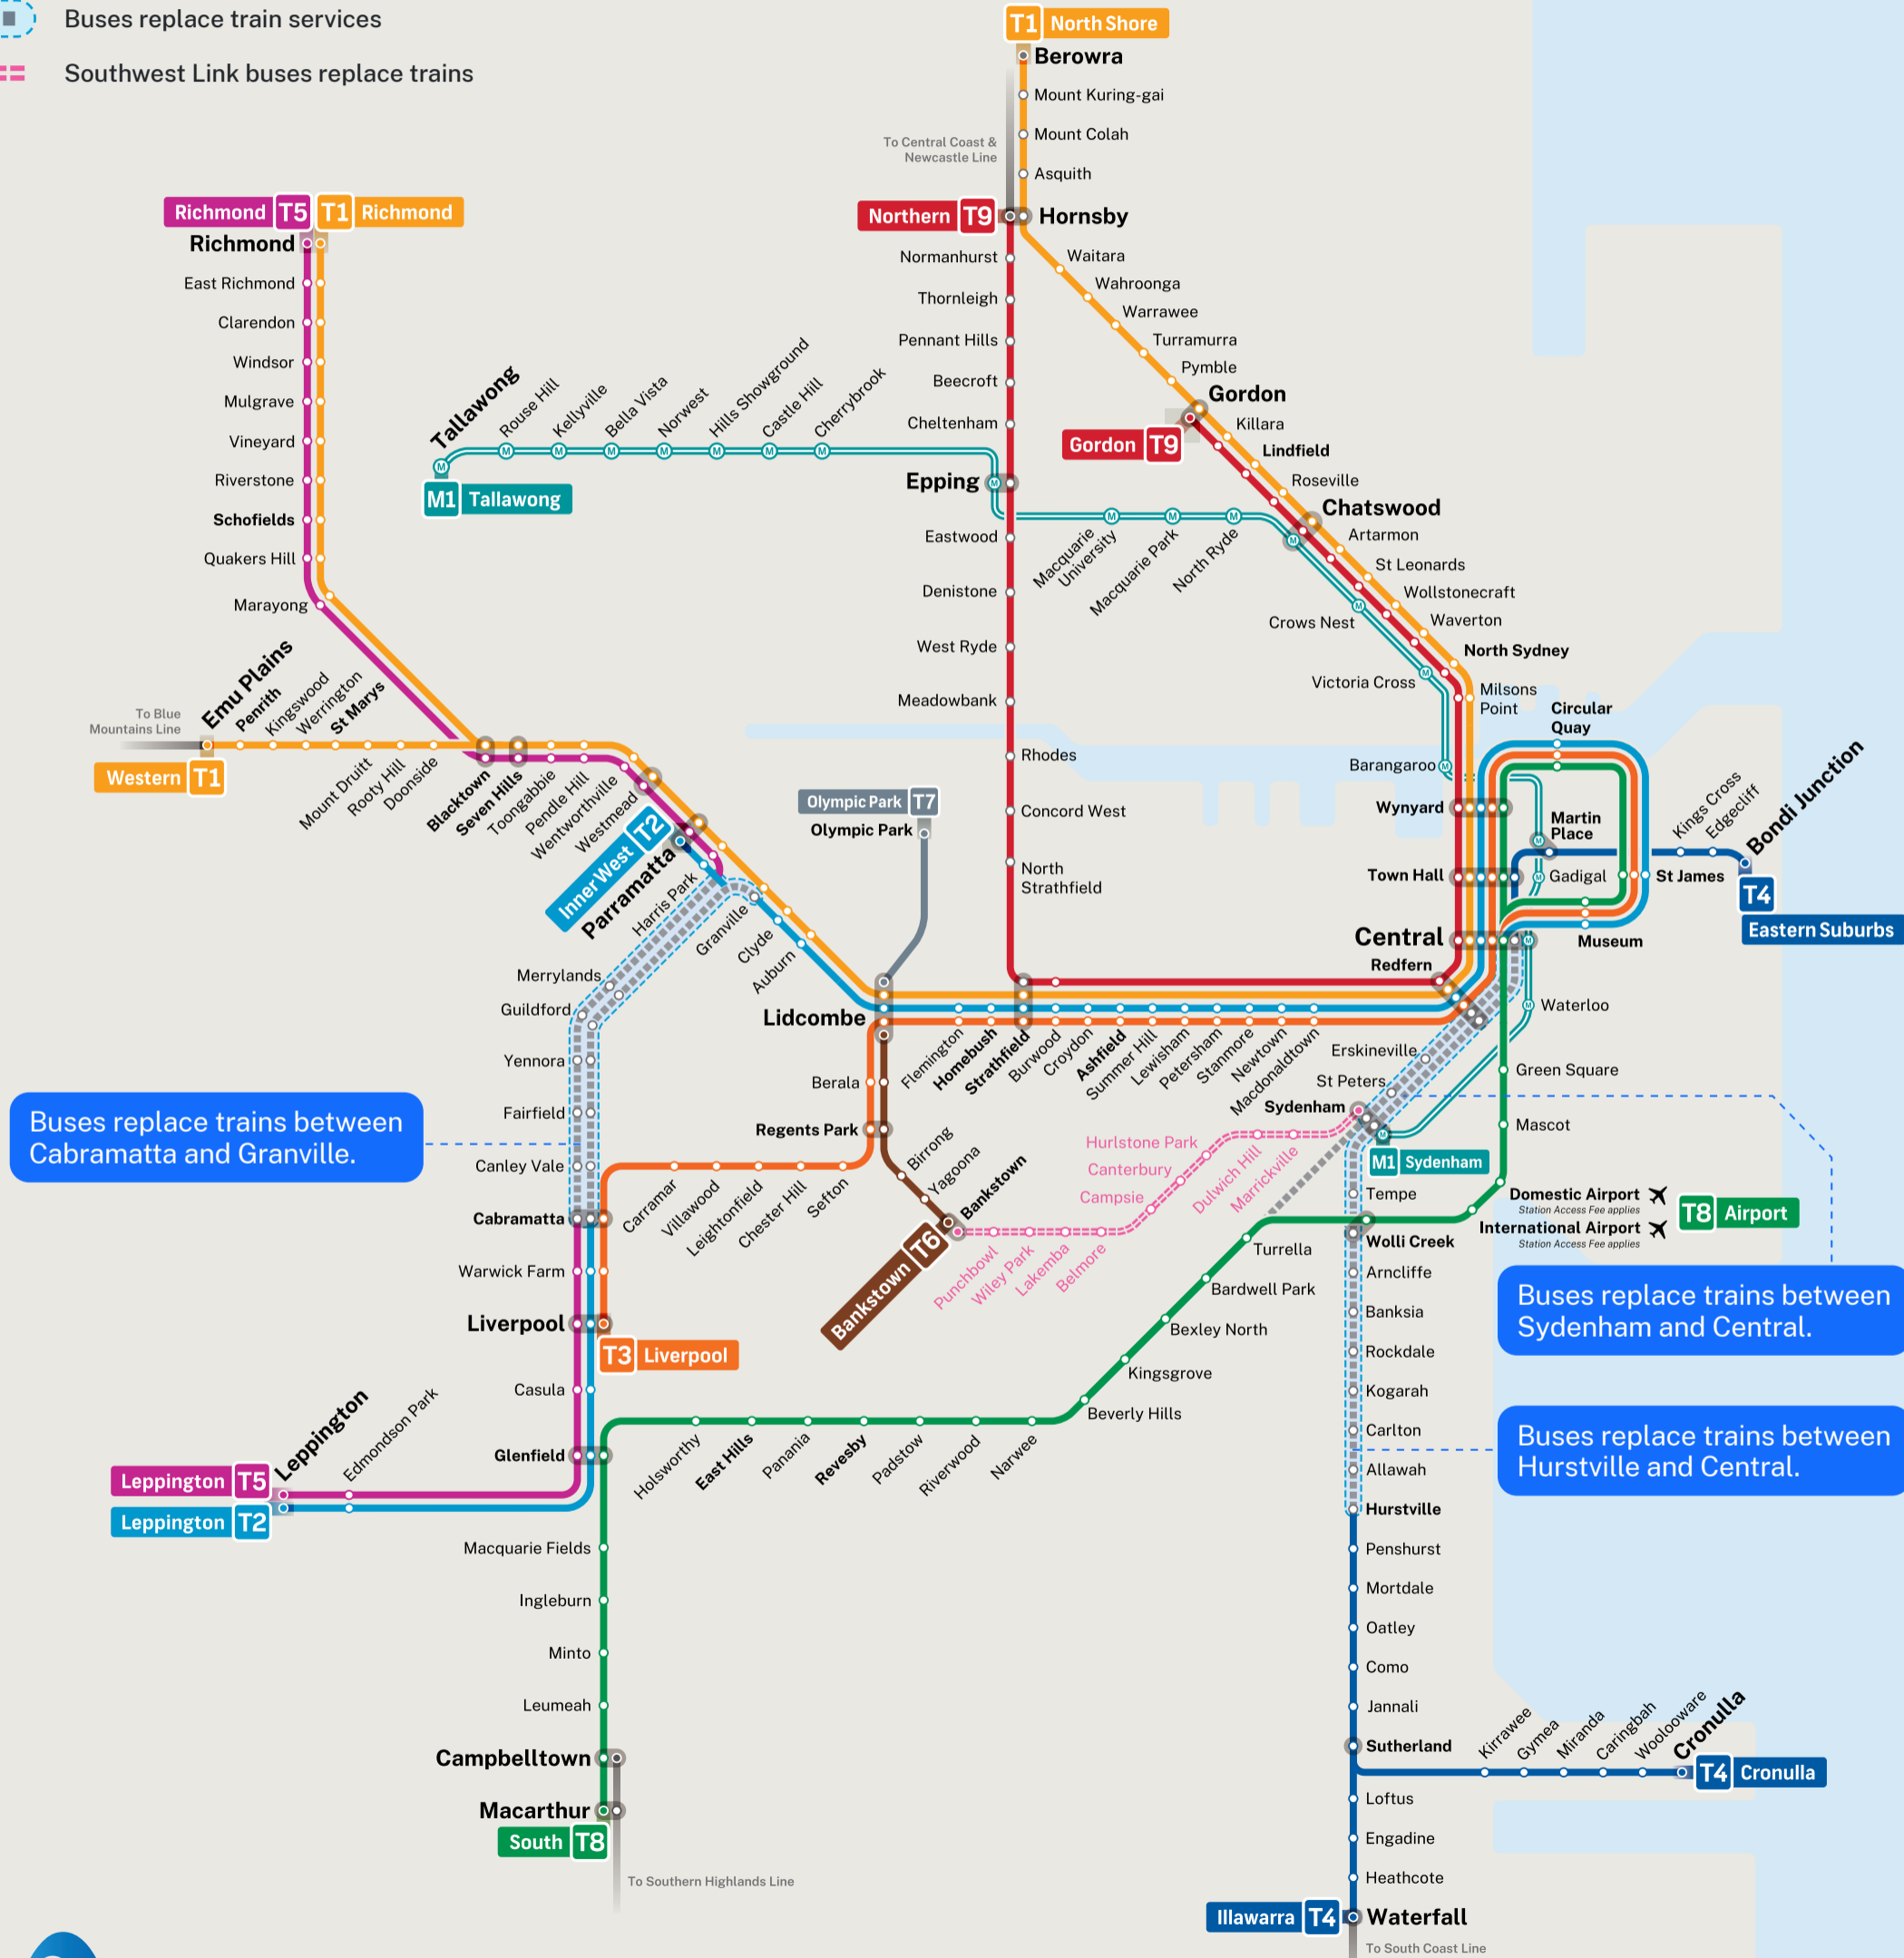 Buses replace train services
Southwest Link buses replace trains
T1 North Shore
Berowra
Mount Kuring-gai
Mount Colah
Asquith
To Central Coast &
Newcastle Line
Northern T9
Hornsby
Normanhurst
Thornleigh
Pennant Hills
Beecroft
Cheltenham
Epping
Eastwood
Denistone
West Ryde
Meadowbank
Rhodes
Concord West
North
Strathfield
Waitara
Wahroonga
Warrawee
Turramurra
Pymble
Gordon
Gordon T9
Killara
Lindfield
Roseville
Chatswood
Artarmon
St Leonards
Wollstonecraft
Waverton
North Sydney
Milsons
Point
Richmond T5
T1 Richmond
Richmond
East Richmond
Clarendon
Windsor
Mulgrave
Vineyard
Riverstone
Schofields
Quakers Hill
Marayong
Tallawong
Rouse Hill
Kellyville
Bella Vista
Norwest
Hills Showground
Castle Hill
Cherrybrook
M1 Tallawong
M
M
M
M
M
M
M
M
M
Macquarie
University
Macquarie Park
North Ryde
M
M
M
M
Crows Nest
M
Victoria Cross
M
Barangaroo
M
To Blue
Mountains Line
Western T1
Emu Plains
Penrith
Kingswood
Werrington
St Marys
Mount Druitt
Rooty Hill
Doonside
Blacktown
Seven Hills
Toongabbie
Pendle Hill
Wentworthville
Westmead
Inner West T2
Parramatta
Harris Park
Granville
Clyde
Auburn
Olympic Park T7
Olympic Park
Lidcombe
Flemington
Homebush
Strathfield
Burwood
Croydon
Ashfield
Summer Hill
Lewisham
Petersham
Stanmore
Newtown
Macdonaldtown
Redfern
Central
Town Hall
Wynyard
Circular
Quay
Martin
Place
M
Gadigal
M
St James
Museum
M
Kings Cross
Edgecliff
Bondi Junction
T4
Eastern Suburbs
Waterloo
M
Green Square
Mascot
Domestic Airport
Station Access Fee applies
International Airport
Station Access Fee applies
T8 Airport
Erskineville
St Peters
Sydenham
M
M1 Sydenham
Tempe
Wolli Creek
Arncliffe
Banksia
Rockdale
Kogarah
Carlton
Allawah
Hurstville
Penshurst
Mortdale
Oatley
Como
Jannali
Sutherland
Loftus
Engadine
Heathcote
Illawarra T4
Waterfall
To South Coast Line
Kirrawee
Gymea
Miranda
Caringbah
Woolooware
Cronulla
T4 Cronulla
Buses replace trains between
Sydenham and Central.
Buses replace trains between
Hurstville and Central.
Buses replace trains between
Cabramatta and Granville.
Merrylands
Guildford
Yennora
Fairfield
Canley Vale
Cabramatta
Warwick Farm
Liverpool
T3 Liverpool
Casula
Glenfield
Leppington
Edmondson Park
Leppington T5
Leppington T2
Berala
Regents Park
Birrong
Yagoona
Bankstown
Bankstown T6
Carramar
Villawood
Leightonfield
Chester Hill
Sefton
Punchbowl
Wiley Park
Lakemba
Belmore
Campsie
Canterbury
Hurlstone Park
Dulwich Hill
Marrickville
Turrella
Bardwell Park
Bexley North
Kingsgrove
Beverly Hills
Narwee
Riverwood
Padstow
Revesby
Panania
East Hills
Holsworthy
Macquarie Fields
Ingleburn
Minto
Leumeah
Campbelltown
Macarthur
South T8
To Southern Highlands Line